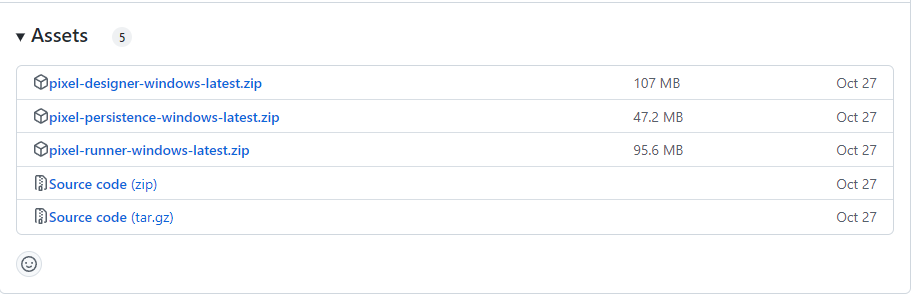 Assets 5
pixel-designer-windows-latest.zip 107 MB Oct 27
pixel-persistence-windows-latest.zip 47.2 MB Oct 27
pixel-runner-windows-latest.zip 95.6 MB Oct 27
Source code (zip) Oct 27
Source code (tar.gz) Oct 27